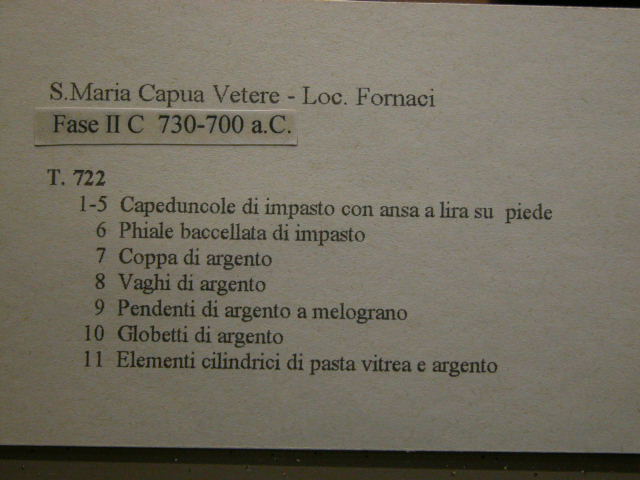 S.Maria Capua Vetere - Loc. Fornaci
Fase II C 730-700 a.C.
T. 722
1-5 Capeduncole di impasto con ansa a lira su piede
6 Phiale baccellata di impasto
7 Coppa di argento
8 Vaghi di argento
9 Pendenti di argento a melograno
10 Globetti di argento
11 Elementi cilindrici di pasta vitrea e argento